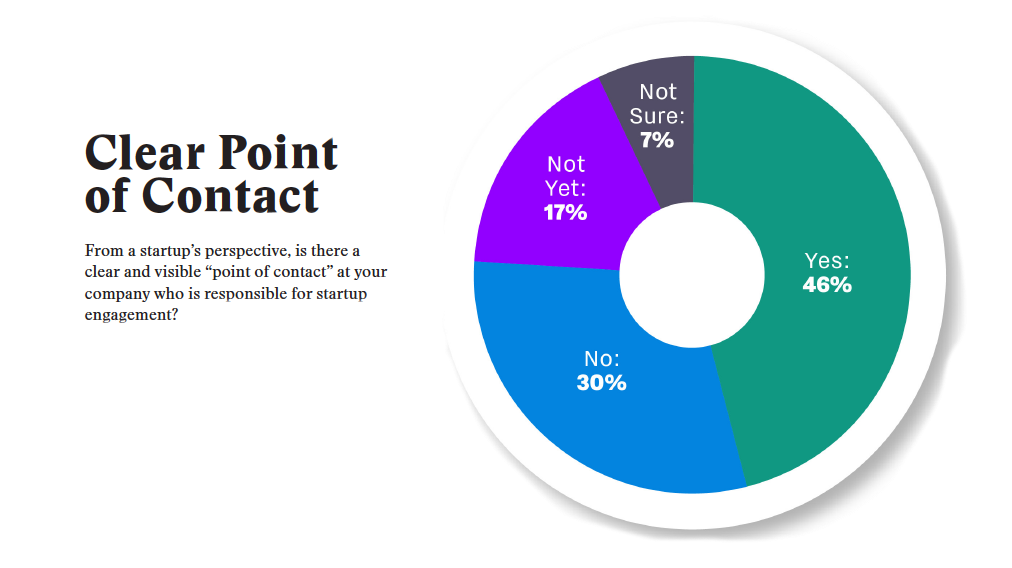 Clear Point
of Contact
From a startup’s perspective, is there a
clear and visible “point of contact” at your
company who is responsible for startup
engagement?
Not
Sure:
7%
Not
Yet:
17%
Yes:
46%
No:
30%